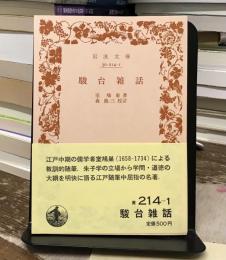 岩波文庫
30-214-1
駿台雑話
室鳩巣著
森銑三校訂
江戸中期の儒学者室鳩巣(1658-1734)による
教訓的随筆.朱子学の立場から学問・道徳の
大綱を明快に語る江戸随筆中屈指の名著.
黄 214-1
駿台雑話
定価500円